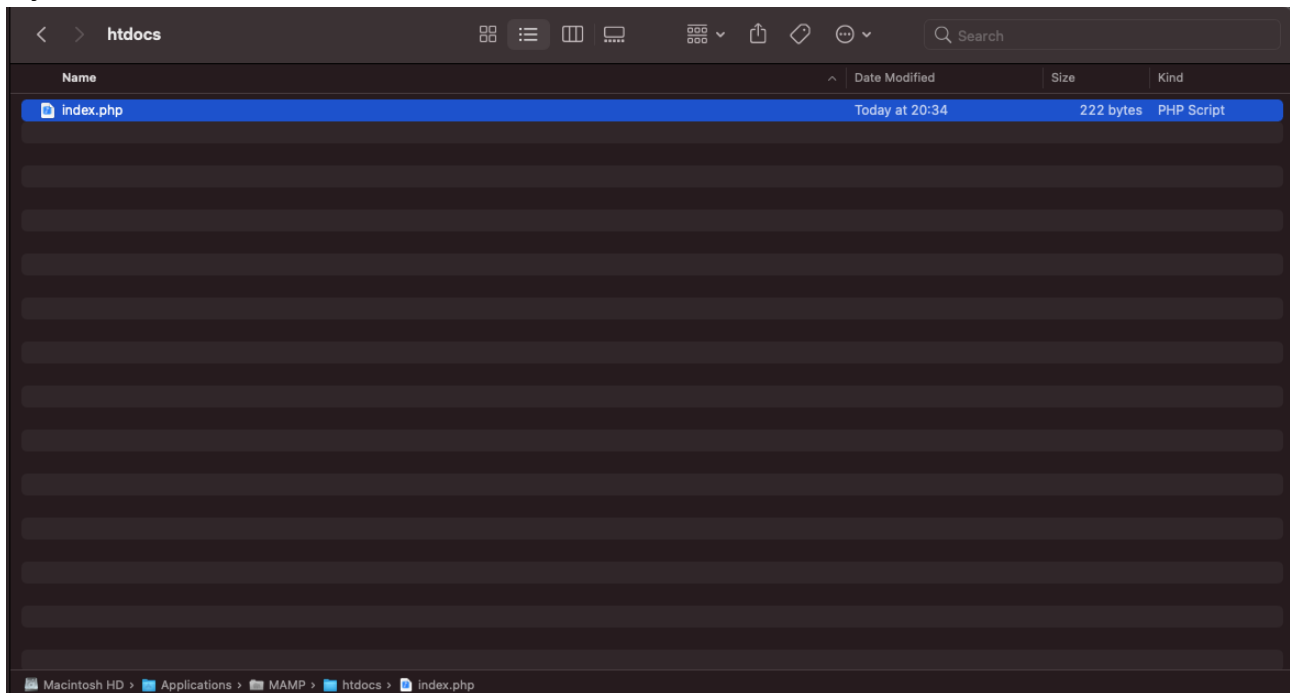 htdocs
Search
Name Date Modified Size Kind
index.php Today at 20:34 222 bytes PHP Script
Macintosh HD › Applications › MAMP › htdocs › index.php